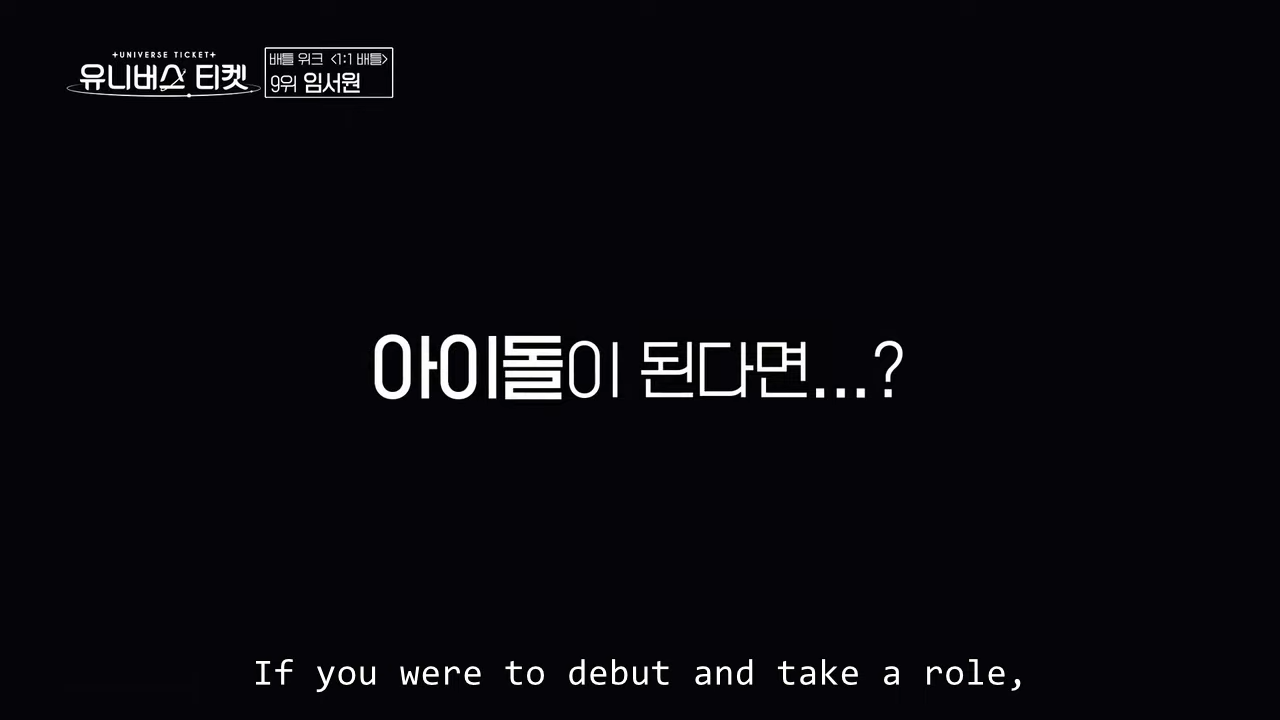 +UNIVERSE TICKET+
유니버스 티켓
배틀 위크 <1:1 배틀>
9위 임서원
아이돌이 된다면...?
If you were to debut and take a role,